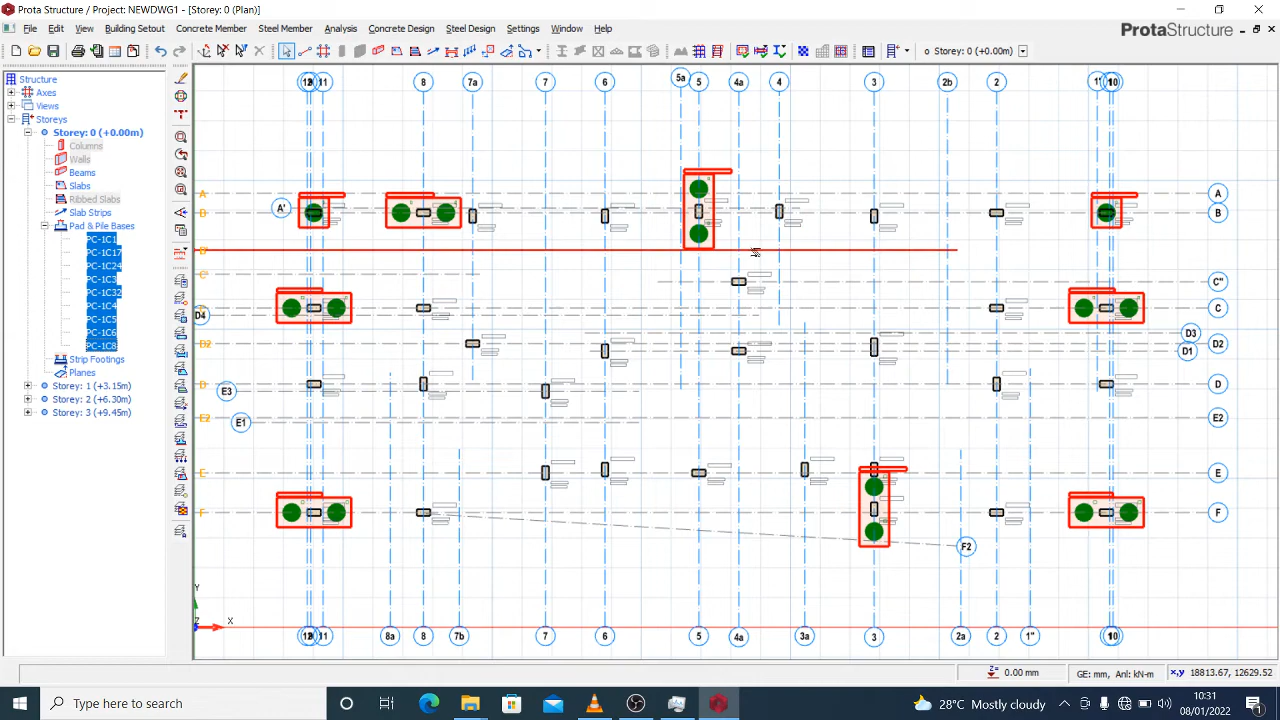 Prota Structure / Project: NEWDWG1 - [Storey: 0 (Plan)]
File Edit View Building Setout Concrete Member Steel Member Analysis Concrete Design Steel Design Settings Window Help
ProtaStructure
Storey: 0 (+0.00m)
Structure
Axes
Views
Storeys
Storey: 0 (+0.00m)
Columns
Walls
Beams
Slabs
Ribbed Slabs
Slab Strips
Pad & Pile Bases
PC-1C1
PC-1C17
PC-1C24
PC-1C3
PC-1C32
PC-1C4
PC-1C5
PC-1C6
PC-1C8
Strip Footings
Planes
Storey: 1 (+3.15m)
Storey: 2 (+6.30m)
Storey: 3 (+9.45m)
11 8 7a 7 6 5a 5 4a 4 3 2b 2 1' 10
A A
B
A'
C'
C"
D4 C
D3
D2 D2
D1
E3 D
E2 E2
E1
E E
F F
F2
Y
Z X
11 8a 8 7b 7 6 5 4a 3a 3 2a 2 1" 10
Z= 0.00 mm GE: mm, Anl: kN-m x,y 18813.67, 12629.52
Type here to search
28°C Mostly cloudy
10:31
08/01/2022